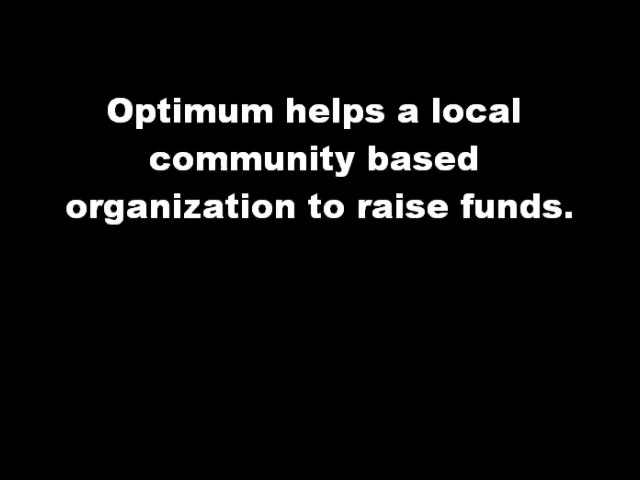 Optimum helps a local
community based
organization to raise funds.